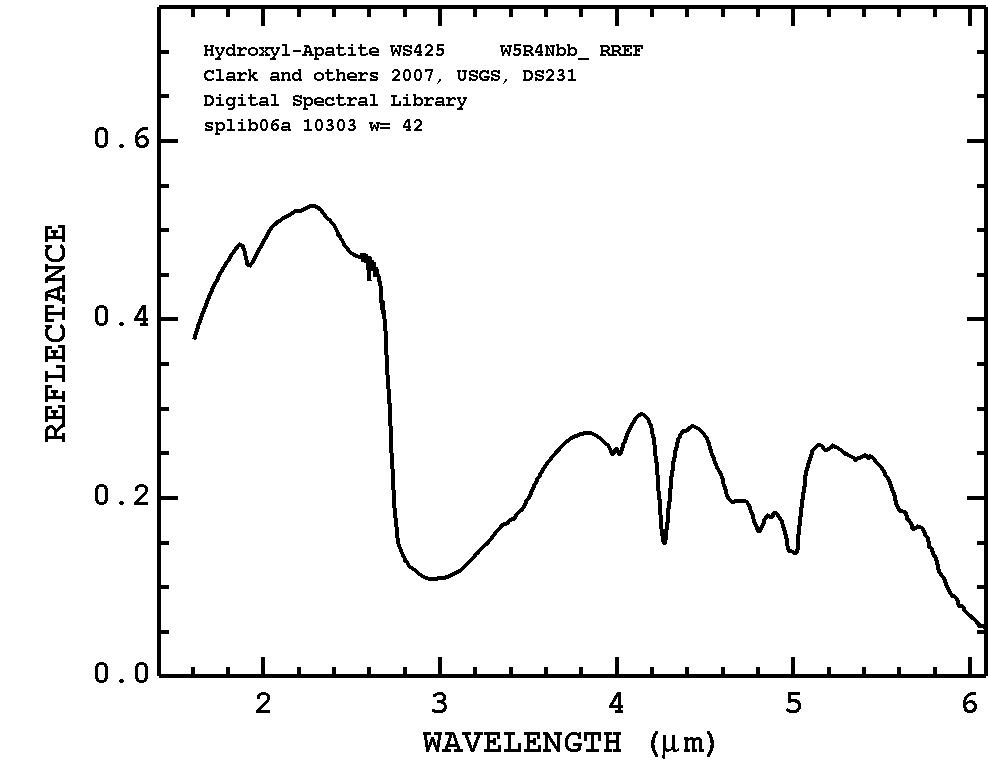 Hydroxyl-Apatite WS425 W5R4Nbb_ RREF
Clark and others 2007, USGS, DS231
Digital Spectral Library
splib06a 10303 w= 42
REFLECTANCE
0.6
0.4
0.2
0.0
2 3 4 5 6
WAVELENGTH (μm)